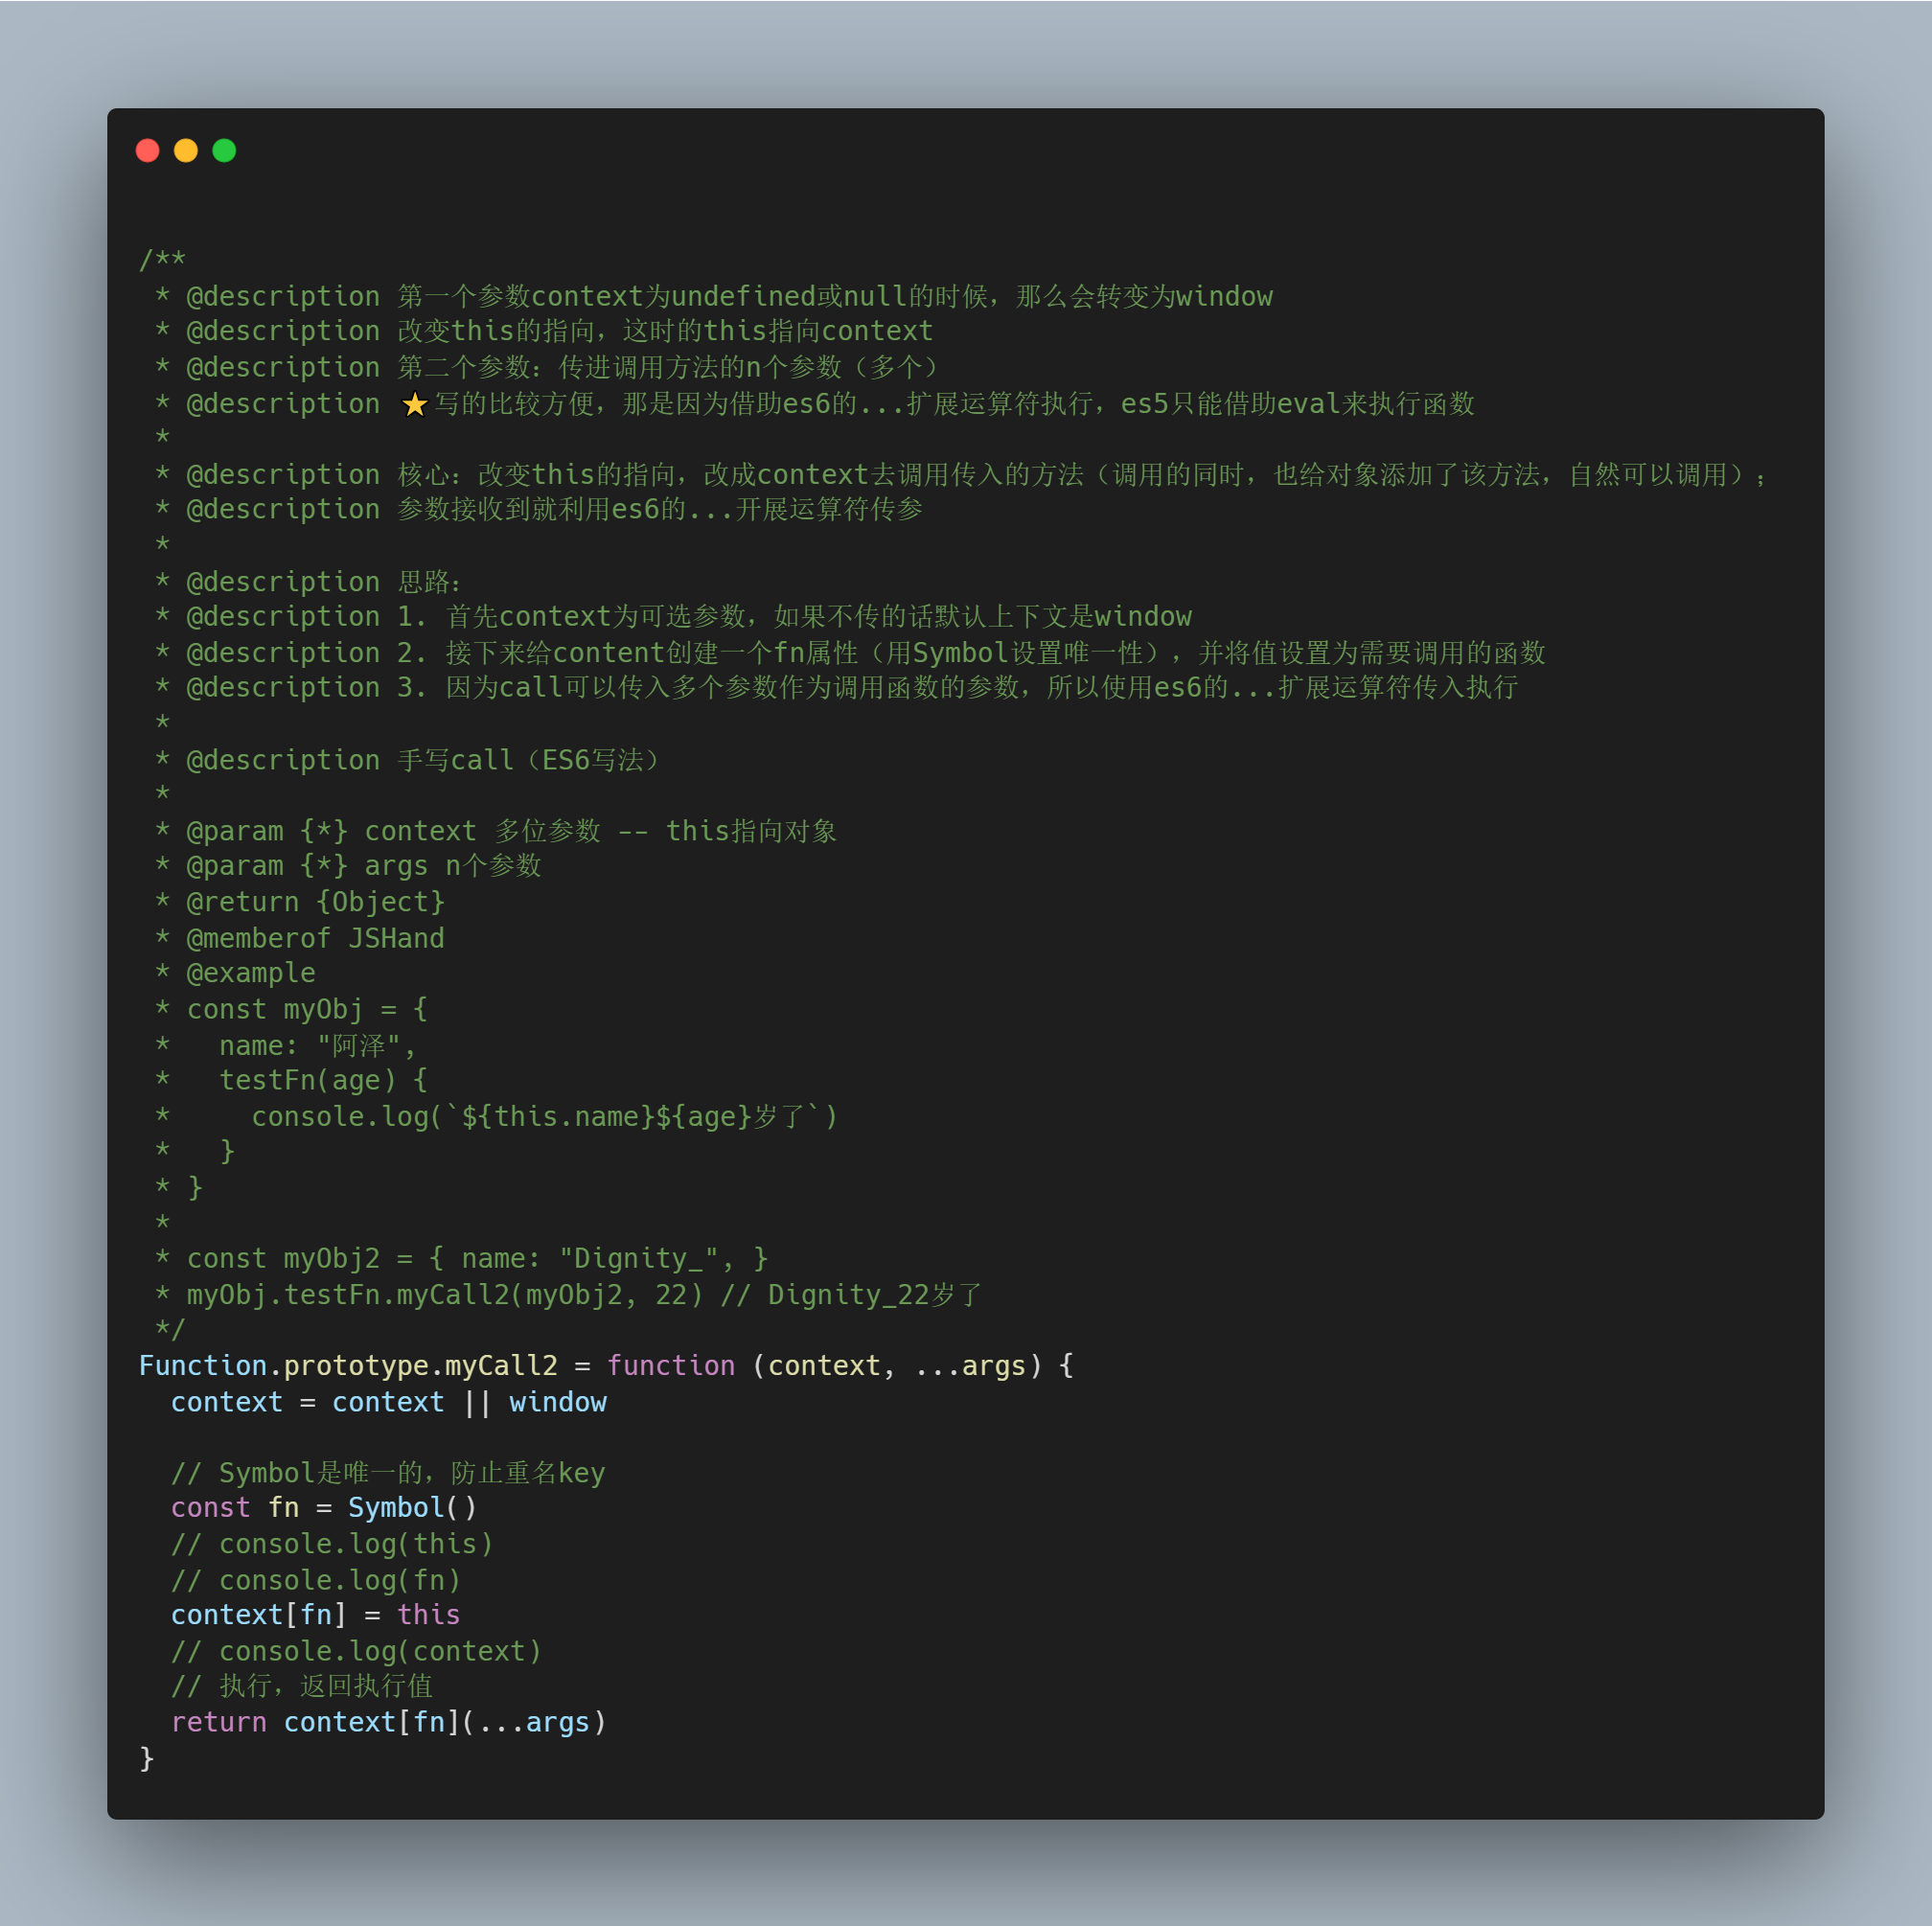 /**
 * @description 第一个参数context为undefined或null的时候，那么会转变为window
 * @description 改变this的指向，这时的this指向context
 * @description 第二个参数：传进调用方法的n个参数（多个）
 * @description ⭐写的比较方便，那是因为借助es6的...扩展运算符执行，es5只能借助eval来执行函数
 *
 * @description 核心：改变this的指向，改成context去调用传入的方法（调用的同时，也给对象添加了该方法，自然可以调用）；
 * @description 参数接收到就利用es6的...开展运算符传参
 *
 * @description 思路：
 * @description 1. 首先context为可选参数，如果不传的话默认上下文是window
 * @description 2. 接下来给content创建一个fn属性（用Symbol设置唯一性），并将值设置为需要调用的函数
 * @description 3. 因为call可以传入多个参数作为调用函数的参数，所以使用es6的...扩展运算符传入执行
 *
 * @description 手写call（ES6写法）
 *
 * @param {*} context 多位参数 -- this指向对象
 * @param {*} args n个参数
 * @return {Object}
 * @memberof JSHand
 * @example
 * const myObj = {
 *   name: "阿泽",
 *   testFn(age) {
 *     console.log(`${this.name}${age}岁了`)
 *   }
 * }
 *
 * const myObj2 = { name: "Dignity_", }
 * myObj.testFn.myCall2(myObj2, 22) // Dignity_22岁了
 */
Function.prototype.myCall2 = function (context, ...args) {
  context = context || window

  // Symbol是唯一的，防止重名key
  const fn = Symbol()
  // console.log(this)
  // console.log(fn)
  context[fn] = this
  // console.log(context)
  // 执行，返回执行值
  return context[fn](...args)
}